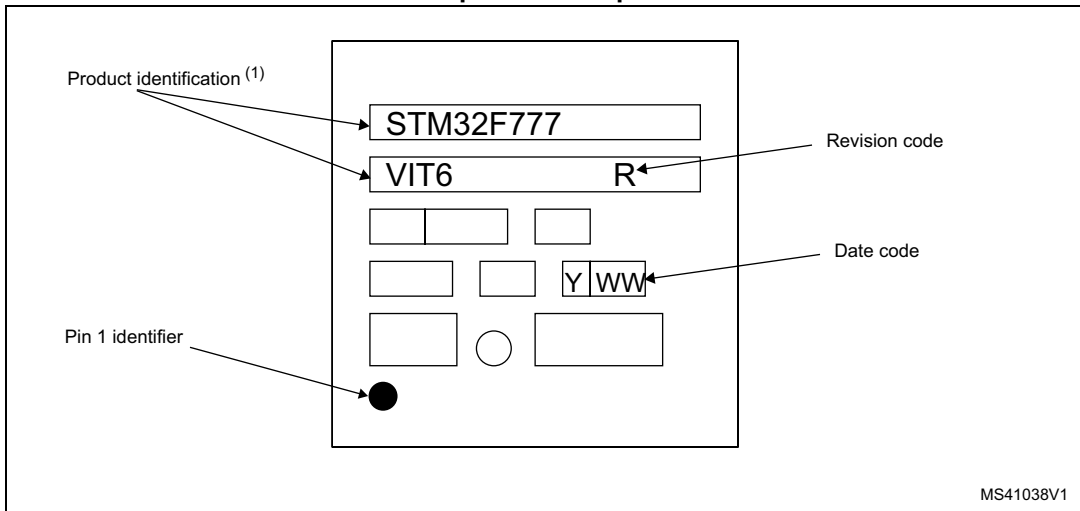 Product identification (1)
STM32F777
Revision code
VIT6 R
Date code
Y WW
Pin 1 identifier
MS41038V1